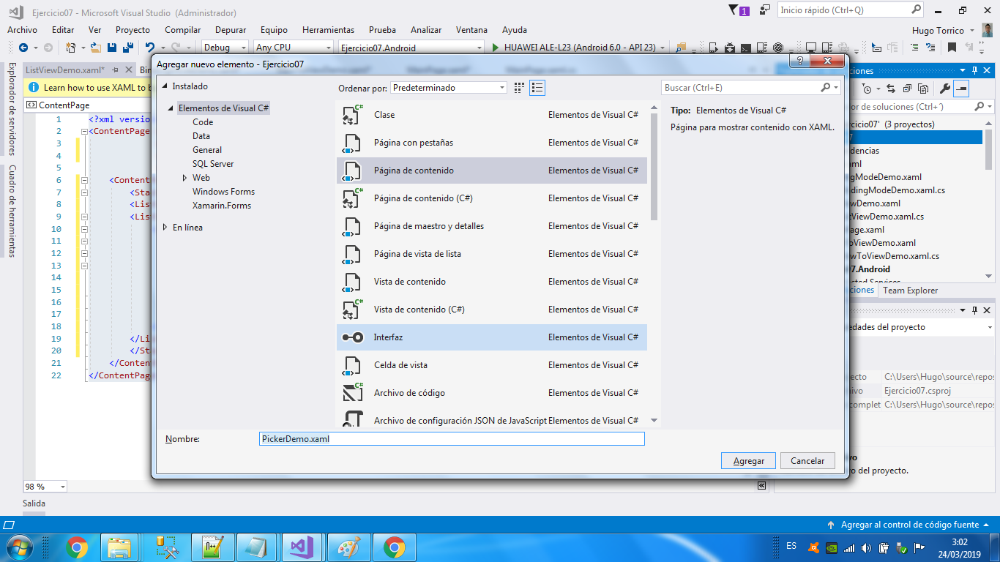 Ejercicio07 - Microsoft Visual Studio (Administrador)
1
Inicio rápido (Ctrl+Q)
Archivo Editar Ver Proyecto Compilar Depurar Equipo Herramientas Prueba Analizar Ventana Ayuda
Hugo Torrico
Debug Any CPU Ejercicio07.Android HUAWEI ALE-L23 (Android 6.0 - API 23)
Explorador de servidores
Cuadro de herramientas
ListViewDemo.xaml*
Learn how to use XAML to b
ContentPage
1 <?xml versio
2 <ContentPage
3
4
5
6 <Content
7 <Sta
8 <Lis
9 <Lis
10
11
12
13
14
15
16
17
18
19 </Li
20 </Sta
21 </Content
22 </ContentPag
98 %
Agregar nuevo elemento - Ejercicio07
Instalado
Elementos de Visual C#
Code
Data
General
SQL Server
Web
Windows Forms
Xamarin.Forms
En línea
Ordenar por: Predeterminado
Buscar (Ctrl+E)
Clase Elementos de Visual C#
Página con pestañas Elementos de Visual C#
Página de contenido Elementos de Visual C#
Página de contenido (C#) Elementos de Visual C#
Página de maestro y detalles Elementos de Visual C#
Página de vista de lista Elementos de Visual C#
Vista de contenido Elementos de Visual C#
Vista de contenido (C#) Elementos de Visual C#
Interfaz Elementos de Visual C#
Celda de vista Elementos de Visual C#
Archivo de código Elementos de Visual C#
Archivo de configuración JSON de JavaScript Elementos de Visual C#
Tipo: Elementos de Visual C#
Página para mostrar contenido con XAML.
Nombre: PickerDemo.xaml
Agregar Cancelar
ciones
or de soluciones (Ctrl+´)
rcicio07' (3 proyectos)
7
dencias
ml
ngModeDemo.xaml
ndingModeDemo.xaml.cs
wDemo.xaml
tViewDemo.xaml.cs
age.xaml
oViewDemo.xaml
wToViewDemo.xaml.cs
07.Android
cted Services
ciones Team Explorer
edades del proyecto
ecto C:\Users\Hugo\source\repos
ivo Ejercicio07.csproj
complet C:\Users\Hugo\source\repos
vo
vo del proyecto.
Salida
Agregar al control de código fuente
ES
3:02
24/03/2019